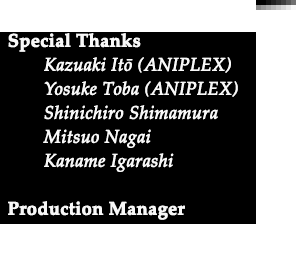 Special Thanks
Kazuaki Itō (ANIPLEX)
Yosuke Toba (ANIPLEX)
Shinichiro Shimamura
Mitsuo Nagai
Kaname Igarashi
Production Manager